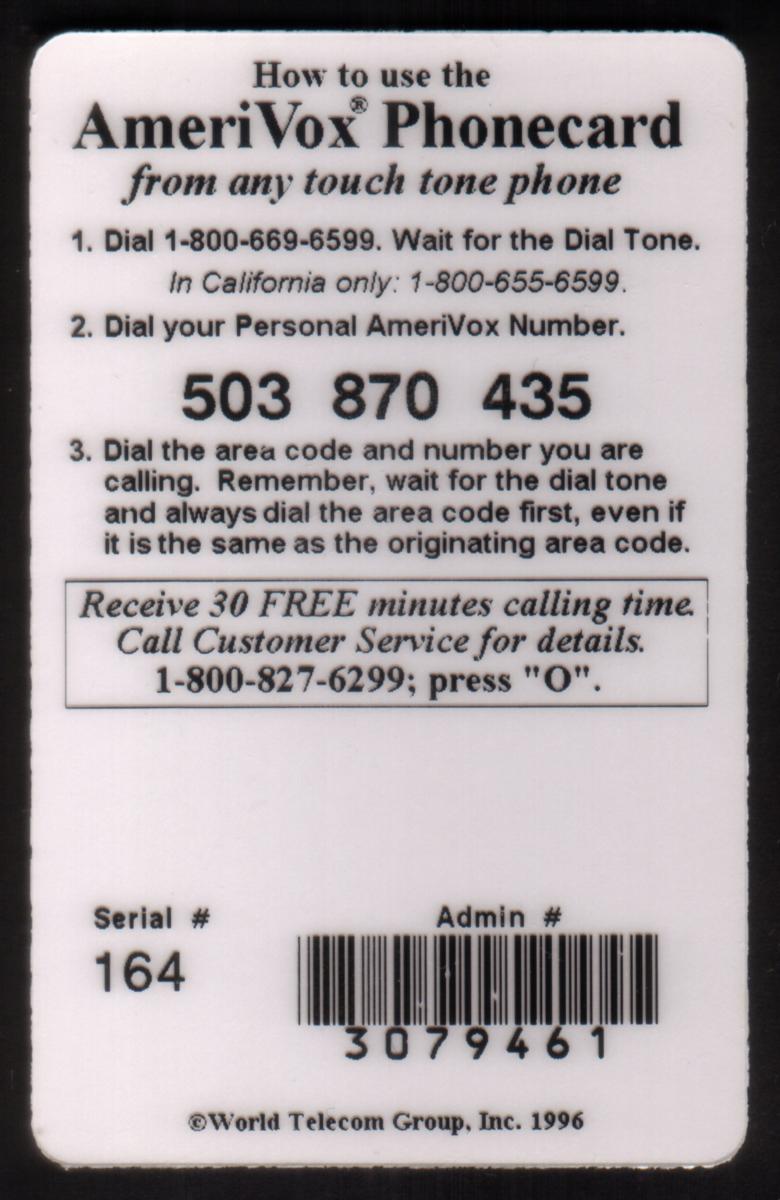 How to use the
AmeriVox® Phonecard
from any touch tone phone
1. Dial 1-800-669-6599. Wait for the Dial Tone.
In California only: 1-800-655-6599.
2. Dial your Personal AmeriVox Number.
503 870 435
3. Dial the area code and number you are
calling. Remember, wait for the dial tone
and always dial the area code first, even if
it is the same as the originating area code.
Receive 30 FREE minutes calling time.
Call Customer Service for details.
1-800-827-6299; press "O".
Serial # Admin #
164
3079461
©World Telecom Group, Inc. 1996